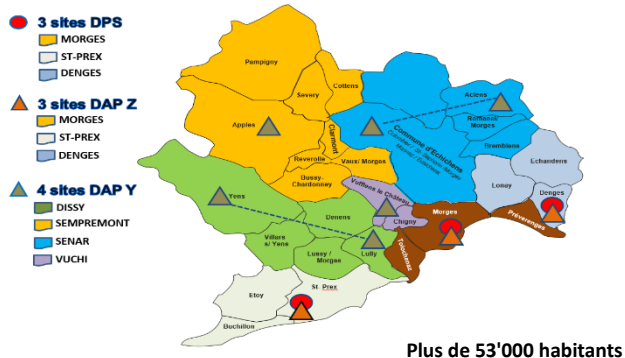 3 sites DPS
MORGES
ST-PREX
DENGES
3 sites DAP Z
MORGES
ST-PREX
DENGES
4 sites DAP Y
DISSY
SEMPREMONT
SENAR
VUCHI
Pampigny
Cottens
Severy
Apples
Clarmont
Reverolle
Vaux/ Morges
Bussy-
Chardonney
Aclens
Romanel/
Morges
Bremblens
Commune d'Echichens
Echandens
Lonay
Denges
Vufflens le Château
Chigny
Morges
Préverenges
Tolochenaz
Yens
Denens
Villars
s/ Yens
Lussy /
Morges
Lully
St. Prex
Etoy
Buchillon
Plus de 53'000 habitants